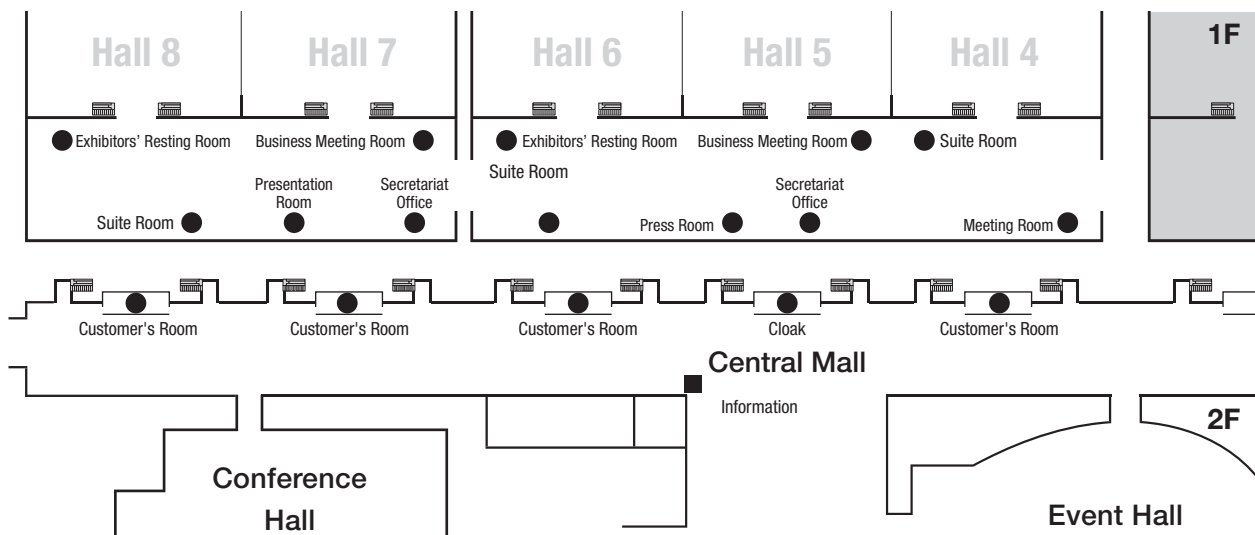 Hall 8
Hall 7
Hall 6
Hall 5
Hall 4
1F
Exhibitors' Resting Room
Business Meeting Room
Exhibitors' Resting Room
Business Meeting Room
Suite Room
Suite Room
Presentation
Room
Secretariat
Office
Secretariat
Office
Suite Room
Press Room
Meeting Room
Customer's Room
Customer's Room
Customer's Room
Cloak
Customer's Room
Central Mall
Information
2F
Conference
Hall
Event Hall